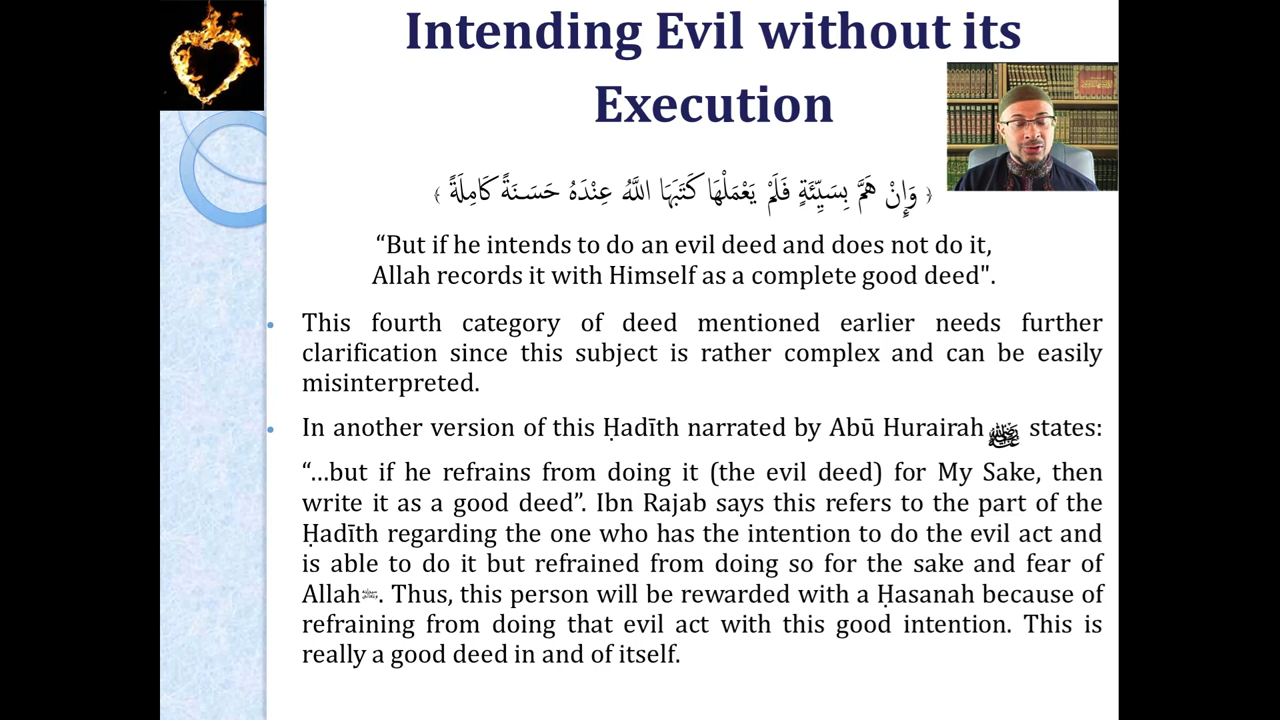 Intending Evil without its
Execution
﴿ وَإِنْ هَمَّ بِسَيِّئَةٍ فَلَمْ يَعْمَلْهَا كَتَبَهَا اللَّهُ عِنْدَهُ حَسَنَةً كَامِلَةً ﴾
“But if he intends to do an evil deed and does not do it,
Allah records it with Himself as a complete good deed".
• This fourth category of deed mentioned earlier needs further
clarification since this subject is rather complex and can be easily
misinterpreted.
• In another version of this Ḥadīth narrated by Abū Hurairah states:
“…but if he refrains from doing it (the evil deed) for My Sake, then
write it as a good deed”. Ibn Rajab says this refers to the part of the
Ḥadīth regarding the one who has the intention to do the evil act and
is able to do it but refrained from doing so for the sake and fear of
Allah. Thus, this person will be rewarded with a Ḥasanah because of
refraining from doing that evil act with this good intention. This is
really a good deed in and of itself.